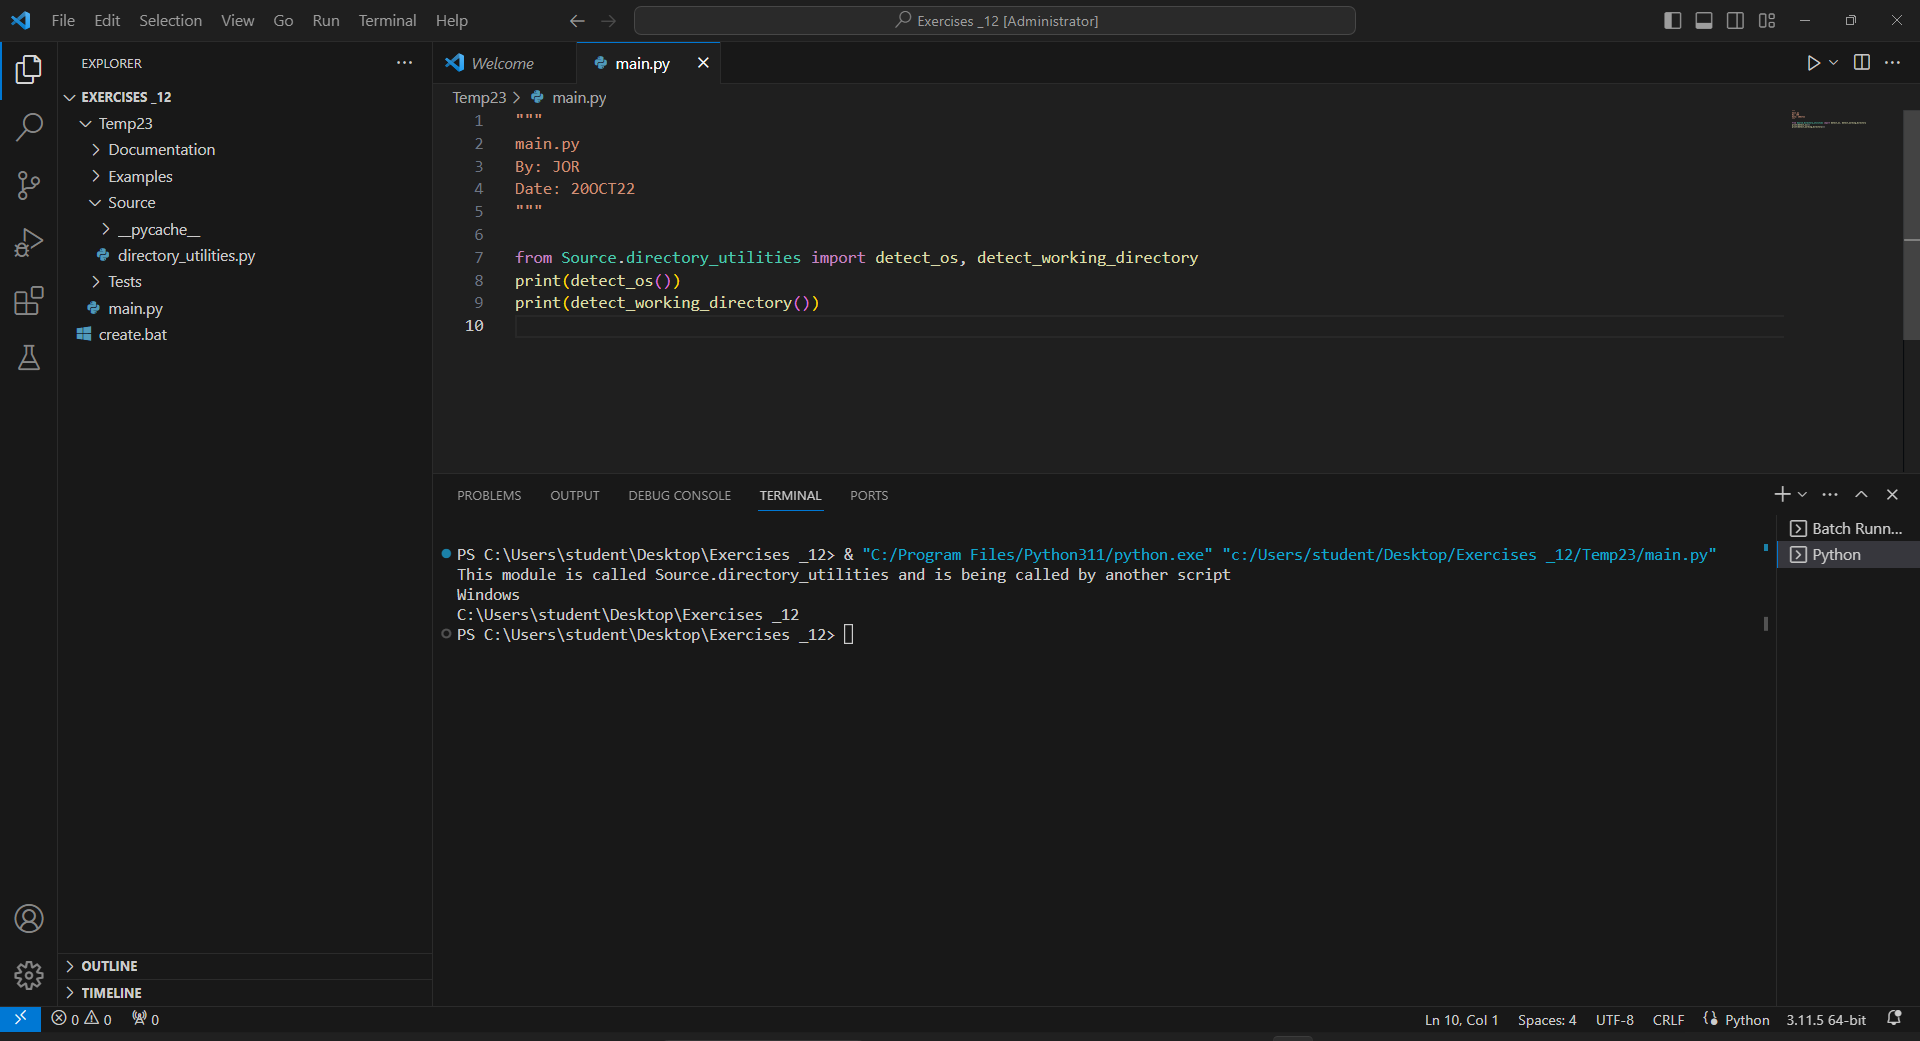 File Edit Selection View Go Run Terminal Help
Exercises _12 [Administrator]
EXPLORER
EXERCISES _12
Temp23
Documentation
Examples
Source
__pycache__
directory_utilities.py
Tests
main.py
create.bat
OUTLINE
TIMELINE
Welcome
main.py
Temp23 > main.py
1 """
2 main.py
3 By: JOR
4 Date: 20OCT22
5 """
6
7 from Source.directory_utilities import detect_os, detect_working_directory
8 print(detect_os())
9 print(detect_working_directory())
10
PROBLEMS OUTPUT DEBUG CONSOLE TERMINAL PORTS
PS C:\Users\student\Desktop\Exercises _12> & "C:/Program Files/Python311/python.exe" "c:/Users/student/Desktop/Exercises _12/Temp23/main.py"
This module is called Source.directory_utilities and is being called by another script
Windows
C:\Users\student\Desktop\Exercises _12
PS C:\Users\student\Desktop\Exercises _12>
Batch Runn...
Python
0 0 0
Ln 10, Col 1 Spaces: 4 UTF-8 CRLF Python 3.11.5 64-bit